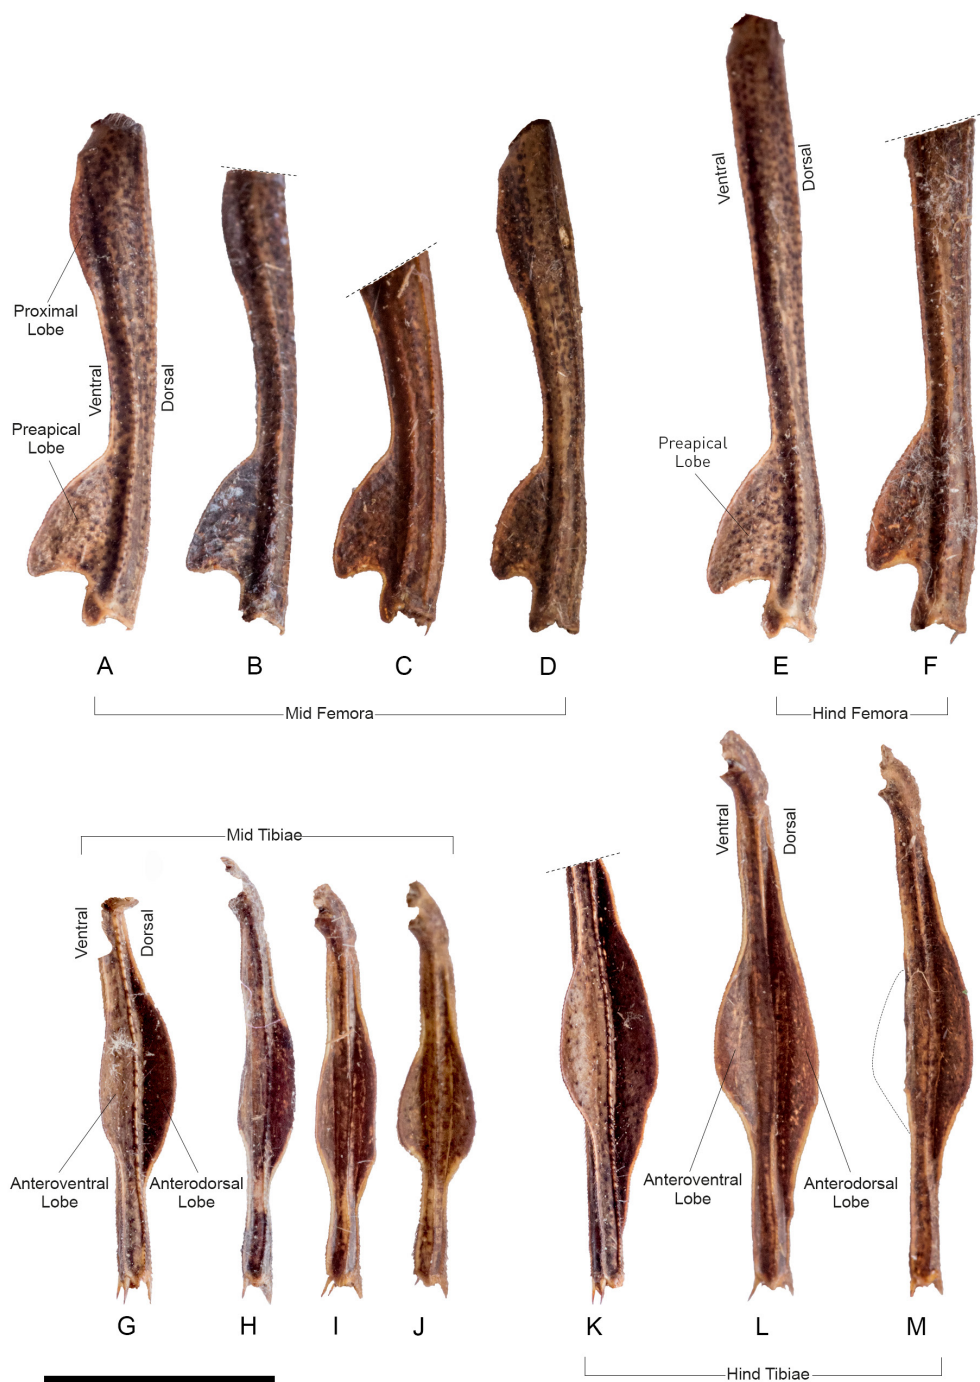 Ventral
Dorsal
Proximal
Lobe
Ventral
Dorsal
Preapical
Lobe
Preapical
Lobe
A
B
C
D
E
F
Mid Femora
Hind Femora
Mid Tibiae
Ventral
Dorsal
Ventral
Dorsal
Anteroventral
Lobe
Anterodorsal
Lobe
Anteroventral
Lobe
Anterodorsal
Lobe
G
H
I
J
K
L
M
Hind Tibiae